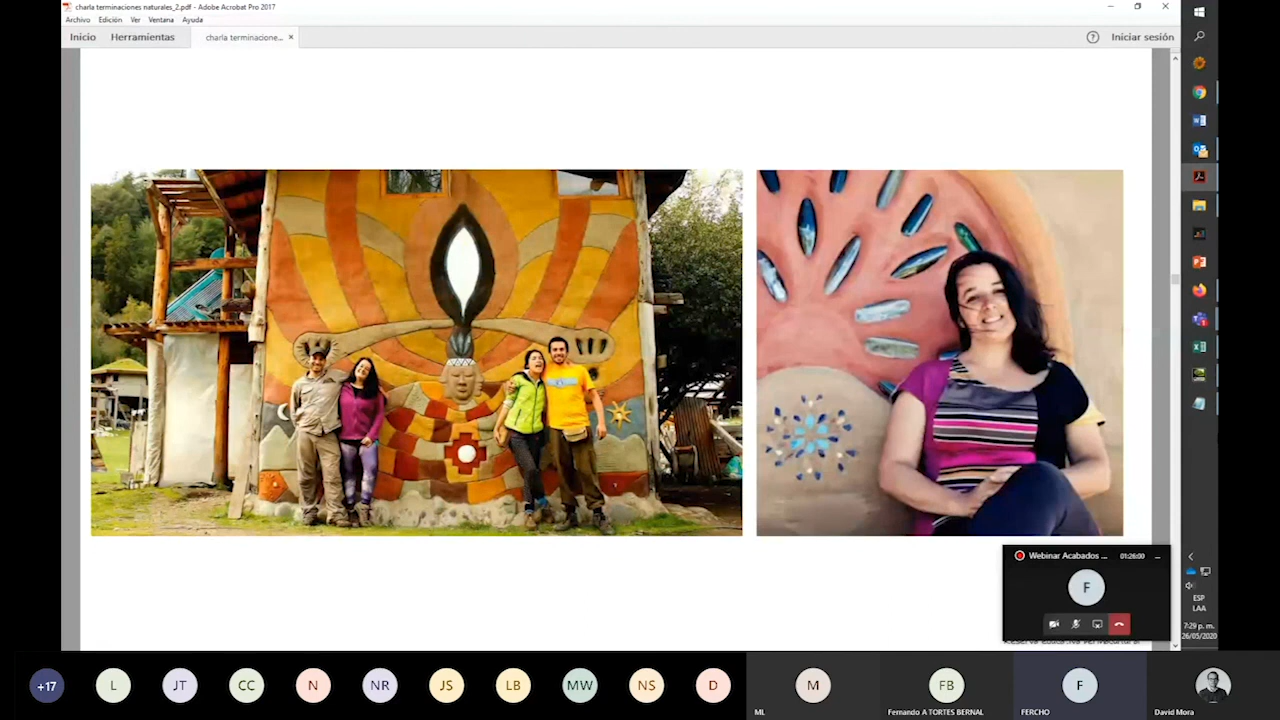 charla terminaciones naturales_2.pdf - Adobe Acrobat Pro 2017
Archivo Edición Ver Ventana Ayuda
Inicio Herramientas charla terminacione... × Iniciar sesión
Webinar Acabados ... 01:26:00
F
ESP
LAA
7:29 p. m.
26/05/2020
+17 L JT CC N NR JS LB MW NS D M FB F
ML Fernando A TORTES BERNAL FERCHO David Mora